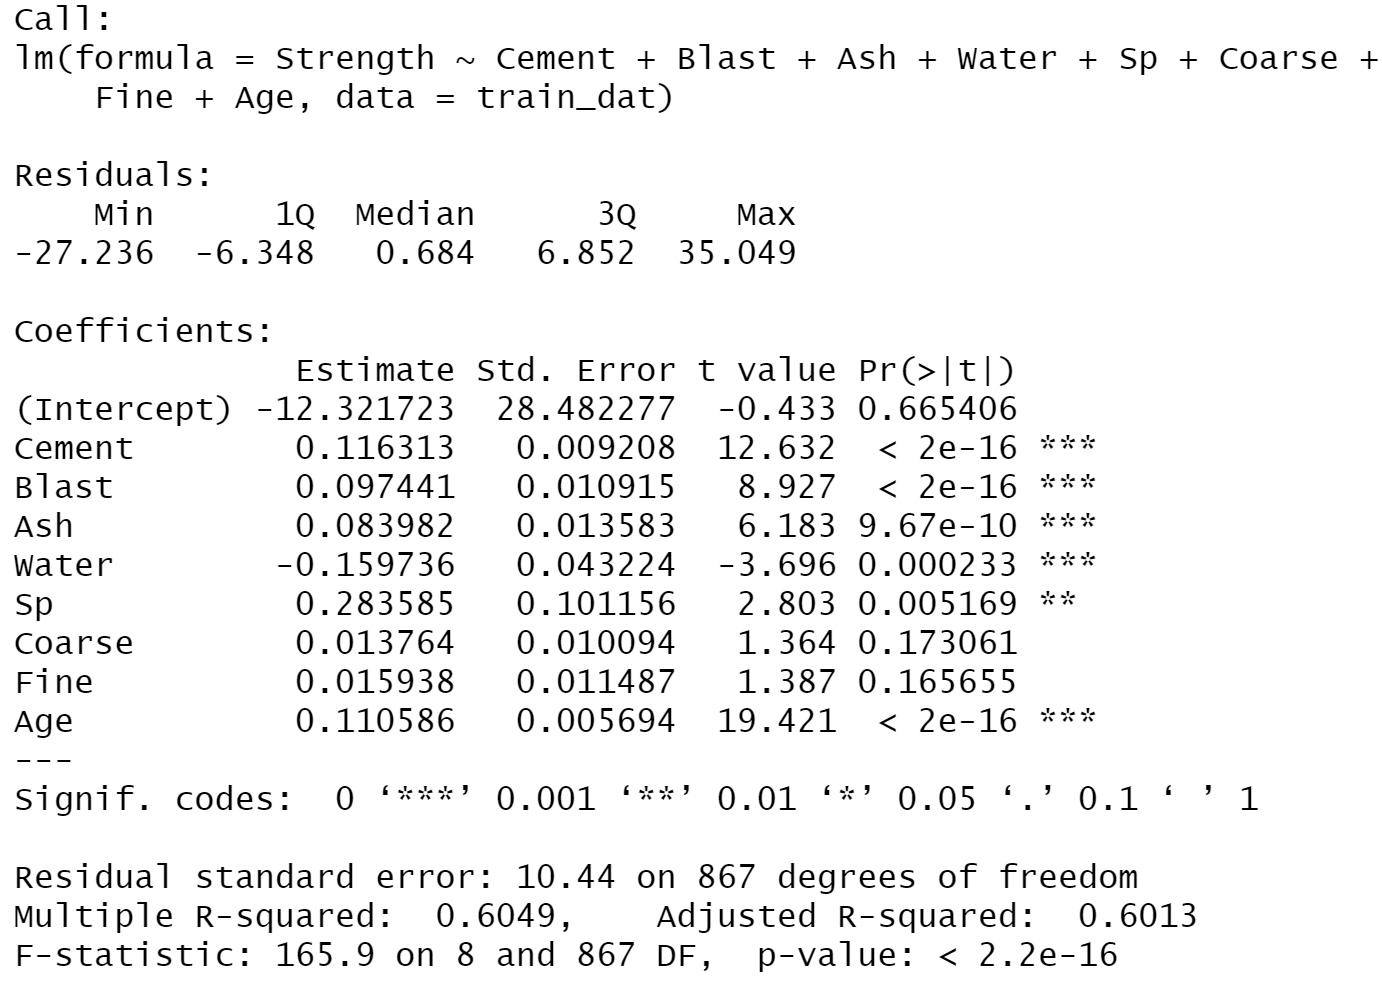 Call:
lm(formula = Strength ~ Cement + Blast + Ash + Water + Sp + Coarse +
    Fine + Age, data = train_dat)

Residuals:
    Min      1Q  Median      3Q     Max
-27.236  -6.348   0.684   6.852  35.049

Coefficients:
              Estimate Std. Error t value Pr(>|t|)
(Intercept) -12.321723  28.482277  -0.433 0.665406
Cement        0.116313   0.009208  12.632  < 2e-16 ***
Blast         0.097441   0.010915   8.927  < 2e-16 ***
Ash           0.083982   0.013583   6.183 9.67e-10 ***
Water        -0.159736   0.043224  -3.696 0.000233 ***
Sp            0.283585   0.101156   2.803 0.005169 **
Coarse        0.013764   0.010094   1.364 0.173061
Fine          0.015938   0.011487   1.387 0.165655
Age           0.110586   0.005694  19.421  < 2e-16 ***
---
Signif. codes:  0 ‘***’ 0.001 ‘**’ 0.01 ‘*’ 0.05 ‘.’ 0.1 ‘ ’ 1

Residual standard error: 10.44 on 867 degrees of freedom
Multiple R-squared:  0.6049,    Adjusted R-squared:  0.6013
F-statistic: 165.9 on 8 and 867 DF,  p-value: < 2.2e-16